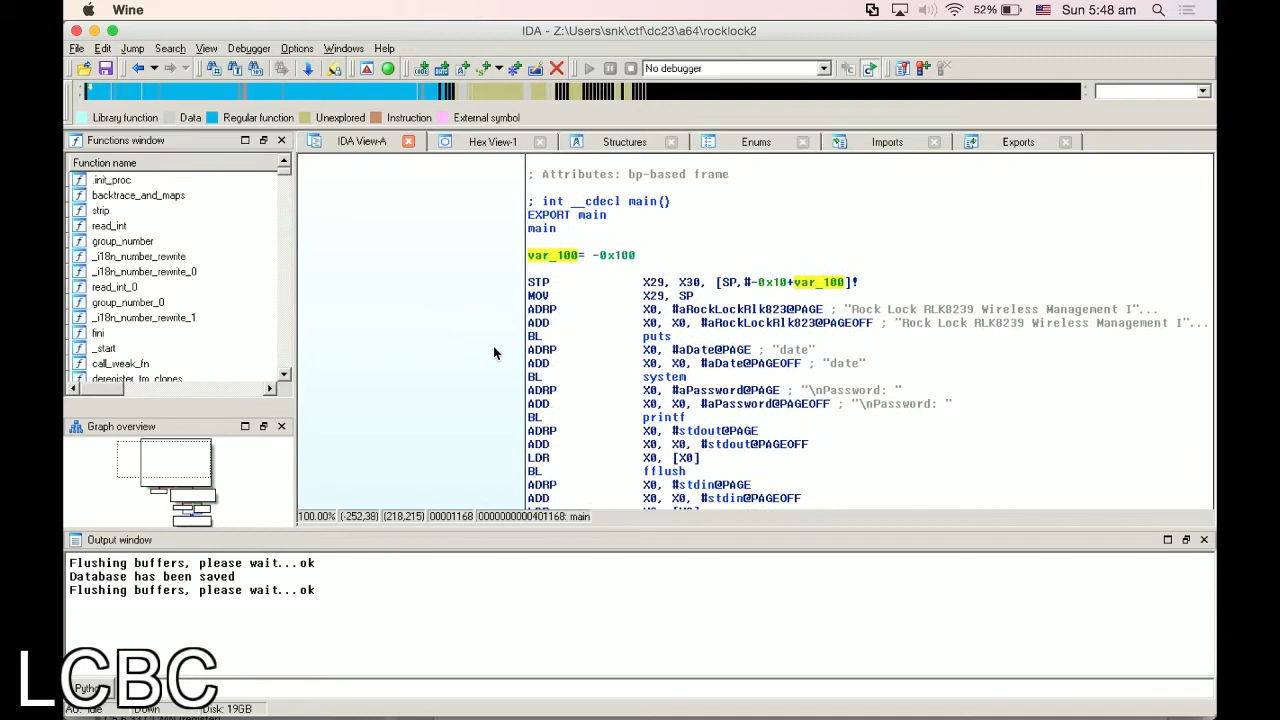 Wine 52% Sun 5:48 am
IDA - Z:\Users\snk\ctf\dc23\a64\rocklock2
File Edit Jump Search View Debugger Options Windows Help
No debugger
Library function Data Regular function Unexplored Instruction External symbol
Functions window
IDA View-A Hex View-1 Structures Enums Imports Exports
Function name
.init_proc
backtrace_and_maps
strip
read_int
group_number
_i18n_number_rewrite
_i18n_number_rewrite_0
read_int_0
group_number_0
_i18n_number_rewrite_1
fini
_start
call_weak_fn
deregister_tm_clones
Graph overview
; Attributes: bp-based frame
; int __cdecl main()
EXPORT main
main
var_100= -0x100
STP X29, X30, [SP,#-0x10+var_100]!
MOV X29, SP
ADRP X0, #aRockLockRlk823@PAGE ; "Rock Lock RLK8239 Wireless Management I"...
ADD X0, X0, #aRockLockRlk823@PAGEOFF ; "Rock Lock RLK8239 Wireless Management I"...
BL puts
ADRP X0, #aDate@PAGE ; "date"
ADD X0, X0, #aDate@PAGEOFF ; "date"
BL system
ADRP X0, #aPassword@PAGE ; "\nPassword: "
ADD X0, X0, #aPassword@PAGEOFF ; "\nPassword: "
BL printf
ADRP X0, #stdout@PAGE
ADD X0, X0, #stdout@PAGEOFF
LDR X0, [X0]
BL fflush
ADRP X0, #stdin@PAGE
ADD X0, X0, #stdin@PAGEOFF
100.00% (-252,38) (218,215) 00001168 0000000000401168: main
Output window
Flushing buffers, please wait...ok
Database has been saved
Flushing buffers, please wait...ok
LCBC
Disk: 19GB